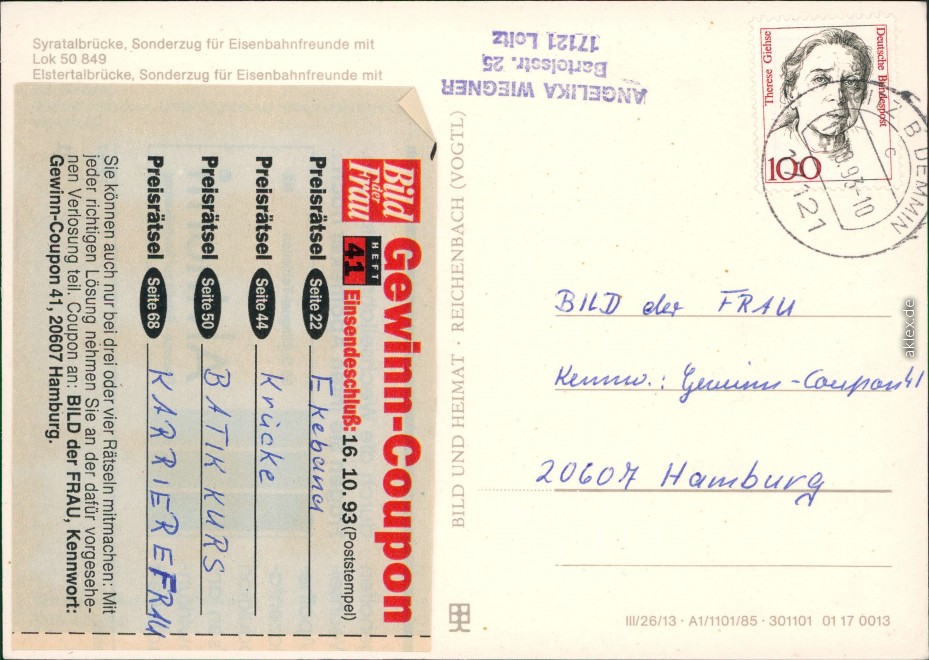 Syratalbrücke, Sonderzug für Eisenbahnfreunde mit
Lok 50 849
Elstertalbrücke, Sonderzug für Eisenbahnfreunde mit
Bild
der
Frau
Gewinn-Coupon
HEFT
41
Einsendeschluß: 16. 10. 93 (Poststempel)
Preisrätsel Seite 22 Ekebana
Preisrätsel Seite 44 Krücke
Preisrätsel Seite 50 BATIK KURS
Preisrätsel Seite 68 KARRIEREFRAU
Sie können auch nur bei drei oder vier Rätseln mitmachen: Mit
jeder richtigen Lösung nehmen Sie an der dafür vorgesehe-
nen Verlosung teil. Coupon an: BILD der FRAU, Kennwort:
Gewinn-Coupon 41, 20607 Hamburg.
BILD UND HEIMAT · REICHENBACH (VOGTL.)
ANGELIKA WIEGNER
Bartelsstr. 25
17121 Loitz
Therese Giehse
Deutsche Bundespost
100
DEMMIN
c
93-10
BILD der FRAU
Kennw.: Gewinn-Coupon 41
20607 Hamburg
III/26/13 · A1/1101/85 · 301101 01 17 0013
aklex.de